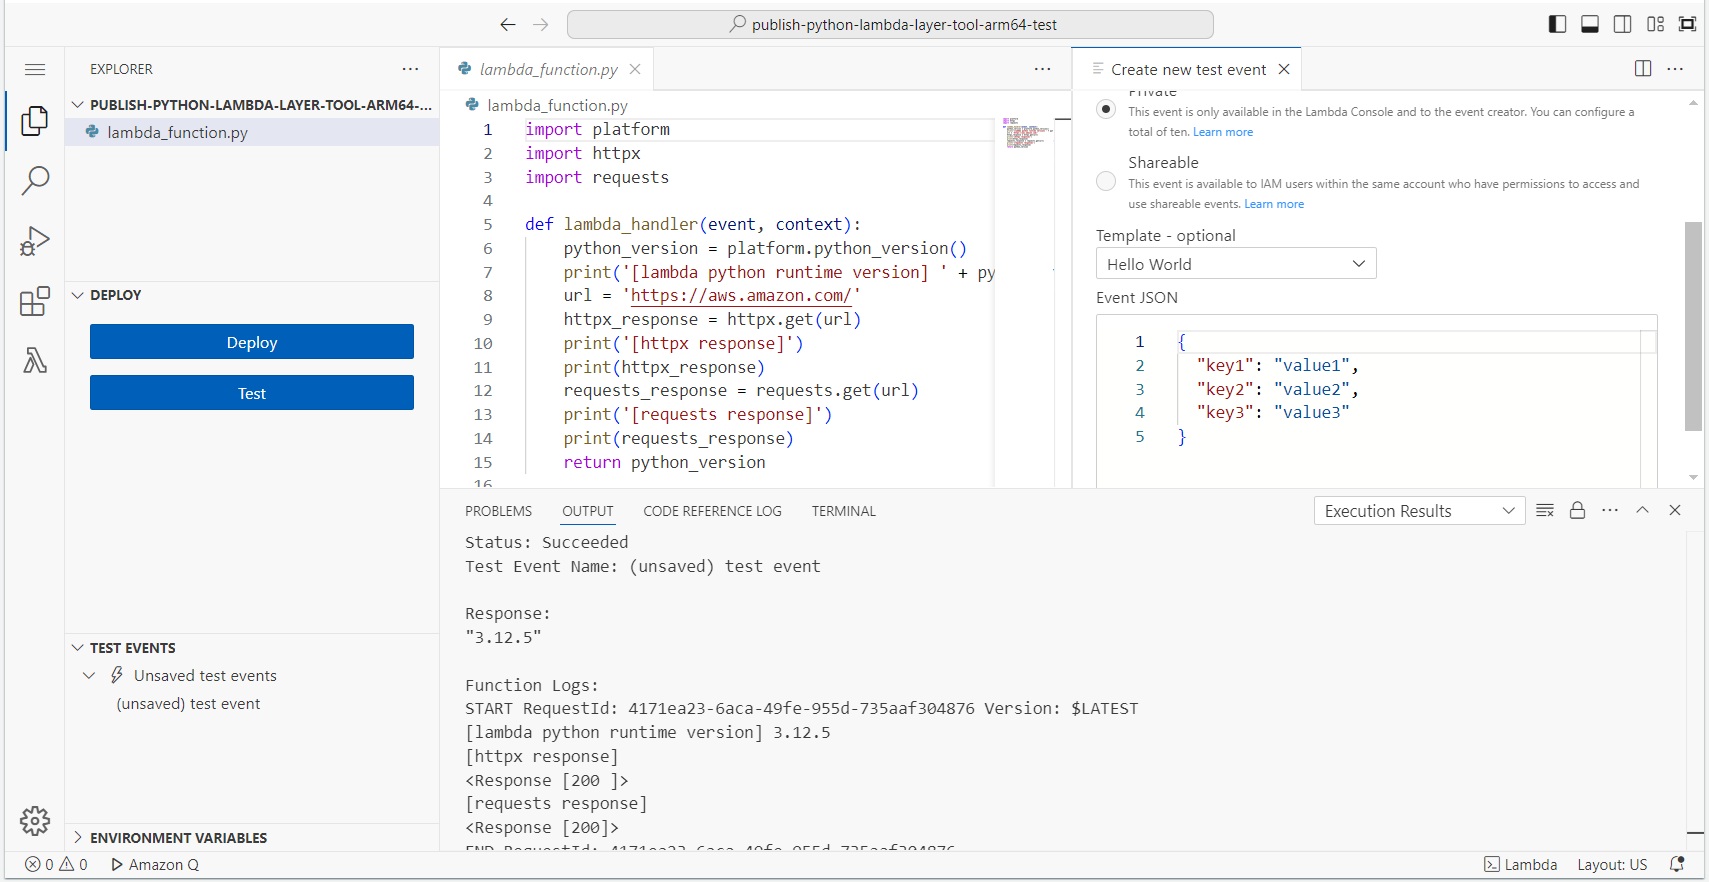 publish-python-lambda-layer-tool-arm64-test
EXPLORER
PUBLISH-PYTHON-LAMBDA-LAYER-TOOL-ARM64-...
lambda_function.py
DEPLOY
Deploy
Test
TEST EVENTS
Unsaved test events
(unsaved) test event
ENVIRONMENT VARIABLES
lambda_function.py
lambda_function.py
1 import platform
2 import httpx
3 import requests
4
5 def lambda_handler(event, context):
6 python_version = platform.python_version()
7 print('[lambda python runtime version] ' + py
8 url = 'https://aws.amazon.com/'
9 httpx_response = httpx.get(url)
10 print('[httpx response]')
11 print(httpx_response)
12 requests_response = requests.get(url)
13 print('[requests response]')
14 print(requests_response)
15 return python_version
16
Create new test event
Private
This event is only available in the Lambda Console and to the event creator. You can configure a
total of ten. Learn more
Shareable
This event is available to IAM users within the same account who have permissions to access and
use shareable events. Learn more
Template - optional
Hello World
Event JSON
1 {
2 "key1": "value1",
3 "key2": "value2",
4 "key3": "value3"
5 }
PROBLEMS OUTPUT CODE REFERENCE LOG TERMINAL
Execution Results
Status: Succeeded
Test Event Name: (unsaved) test event
Response:
"3.12.5"
Function Logs:
START RequestId: 4171ea23-6aca-49fe-955d-735aaf304876 Version: $LATEST
[lambda python runtime version] 3.12.5
[httpx response]
<Response [200 ]>
[requests response]
<Response [200]>
END RequestId: 4171ea23-6aca-49fe-955d-735aaf304876
0 0 Amazon Q
Lambda Layout: US